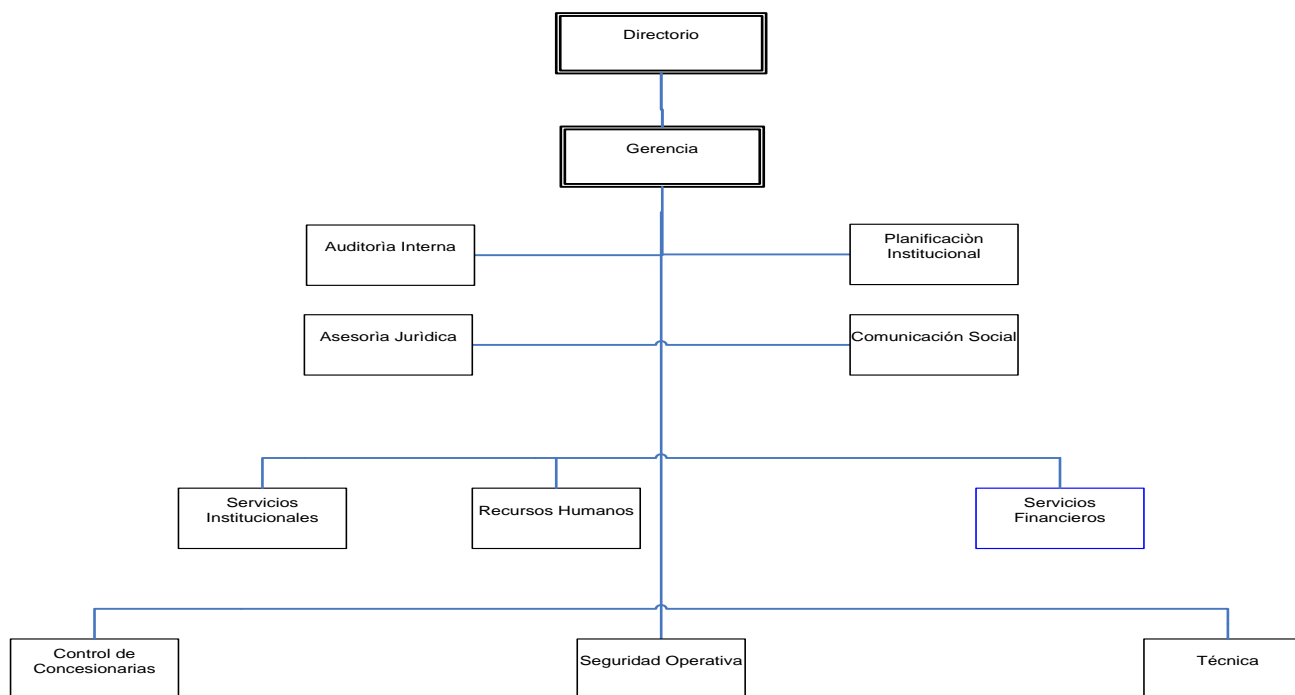 Directorio
Gerencia
Auditorìa Interna
Planificaciòn
Institucional
Asesorìa Jurìdica
Comunicación Social
Servicios
Institucionales
Recursos Humanos
Servicios
Financieros
Control de
Concesionarias
Seguridad Operativa
Técnica